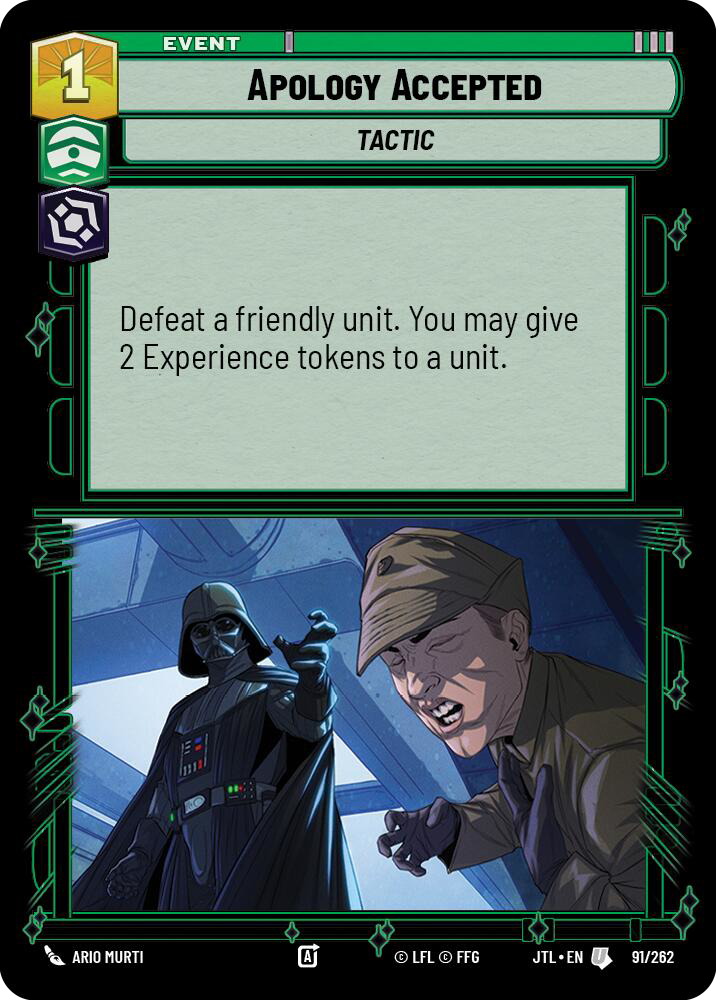 EVENT
1
APOLOGY ACCEPTED
TACTIC
Defeat a friendly unit. You may give
2 Experience tokens to a unit.
ARIO MURTI
A
© LFL © FFG
JTL • EN
U
91/262